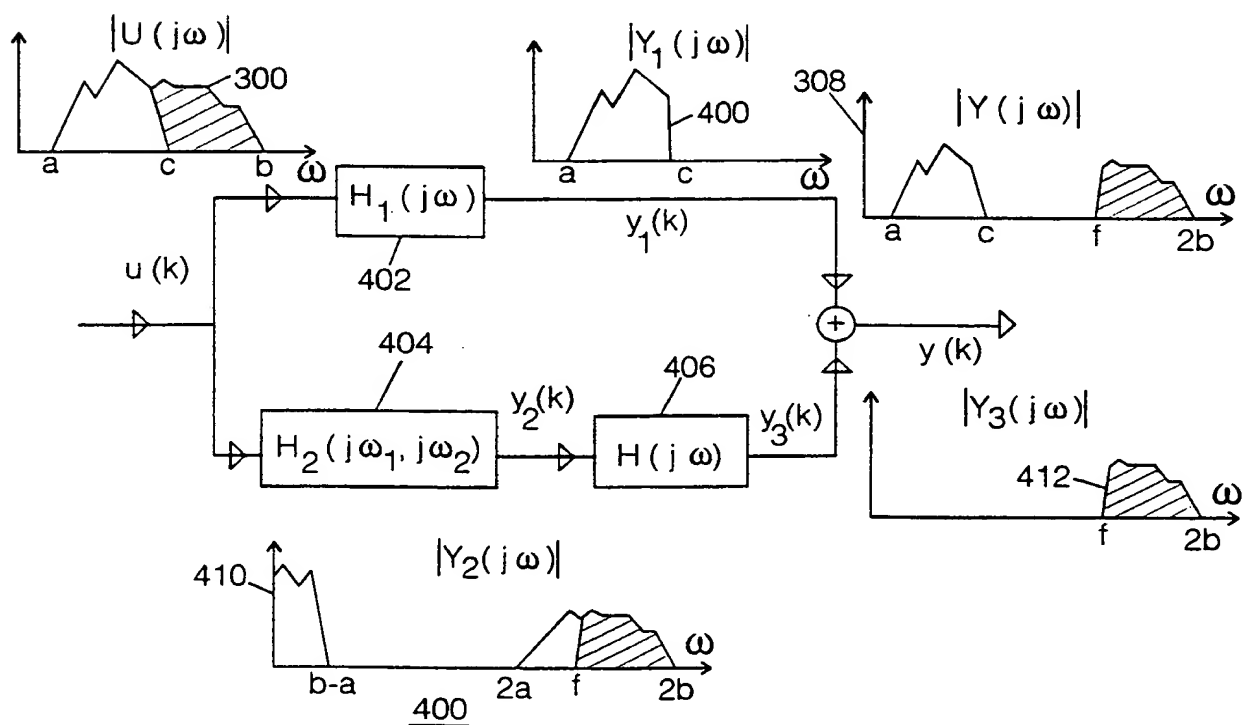 |U(jω)|
300
a c b ω
|Y₁(jω)|
400
a c ω
308
|Y(jω)|
a c f 2b ω
H₁(jω)
402
y₁(k)
u(k)
+
y(k)
404
H₂(jω₁, jω₂)
y₂(k)
406
H(jω)
y₃(k)
|Y₃(jω)|
412
f 2b ω
410
|Y₂(jω)|
b-a 2a f 2b ω
400